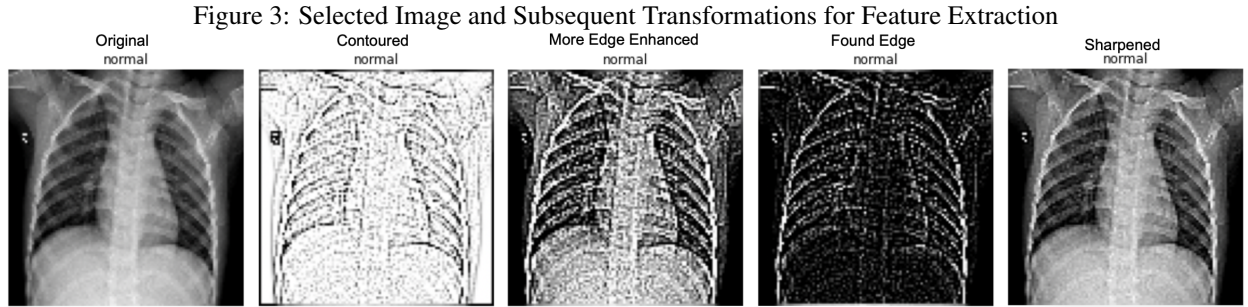 Figure 3: Selected Image and Subsequent Transformations for Feature Extraction
Original
normal
Contoured
normal
More Edge Enhanced
normal
Found Edge
normal
Sharpened
normal